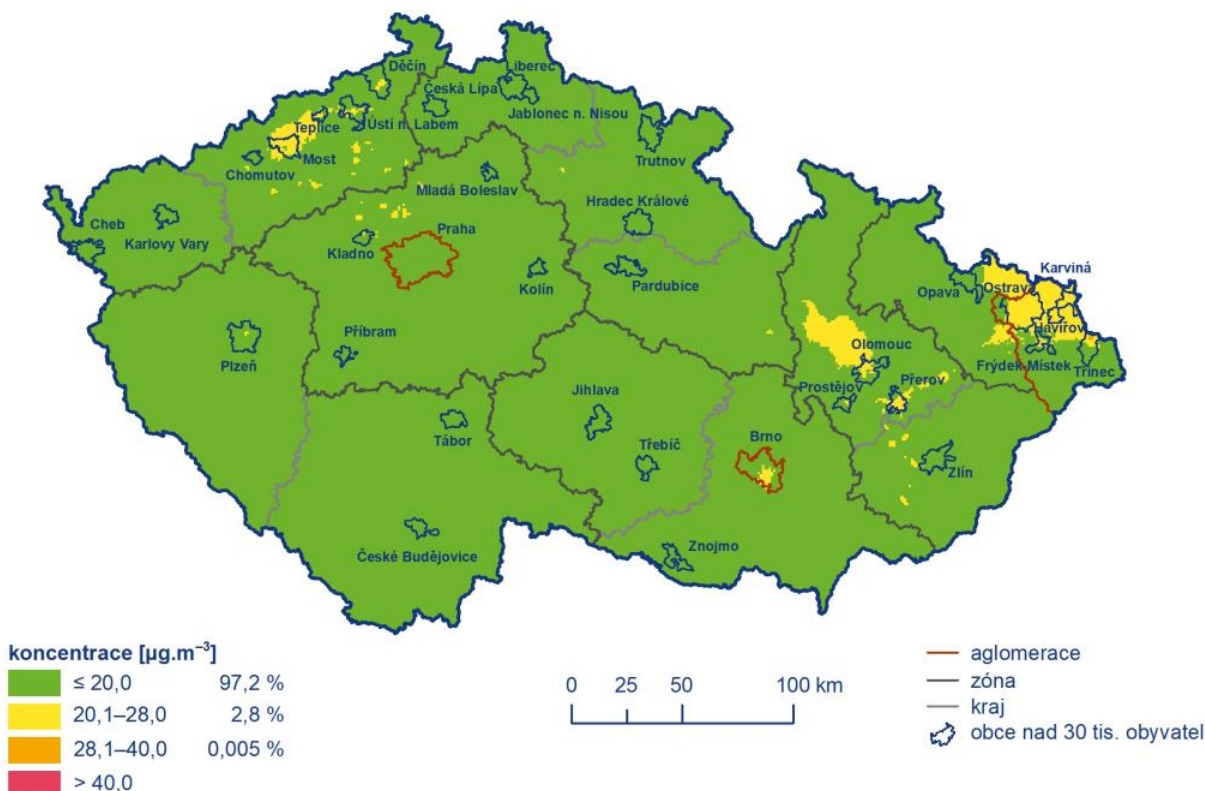 Děčín
Liberec
Česká Lípa
Jablonec n. Nisou
Teplice
Ústí n. Labem
Most
Chomutov
Trutnov
Mladá Boleslav
Hradec Králové
Cheb
Karlovy Vary
Praha
Kladno
Kolín
Pardubice
Karviná
Opava
Ostrava
Havířov
Příbram
Plzeň
Olomouc
Frýdek Místek
Třinec
Prostějov
Přerov
Jihlava
Tábor
Třebíč
Brno
Zlín
České Budějovice
Znojmo
koncentrace [µg.m⁻³]
≤ 20,0 97,2 %
20,1–28,0 2,8 %
28,1–40,0 0,005 %
> 40,0
0 25 50 100 km
aglomerace
zóna
kraj
obce nad 30 tis. obyvatel